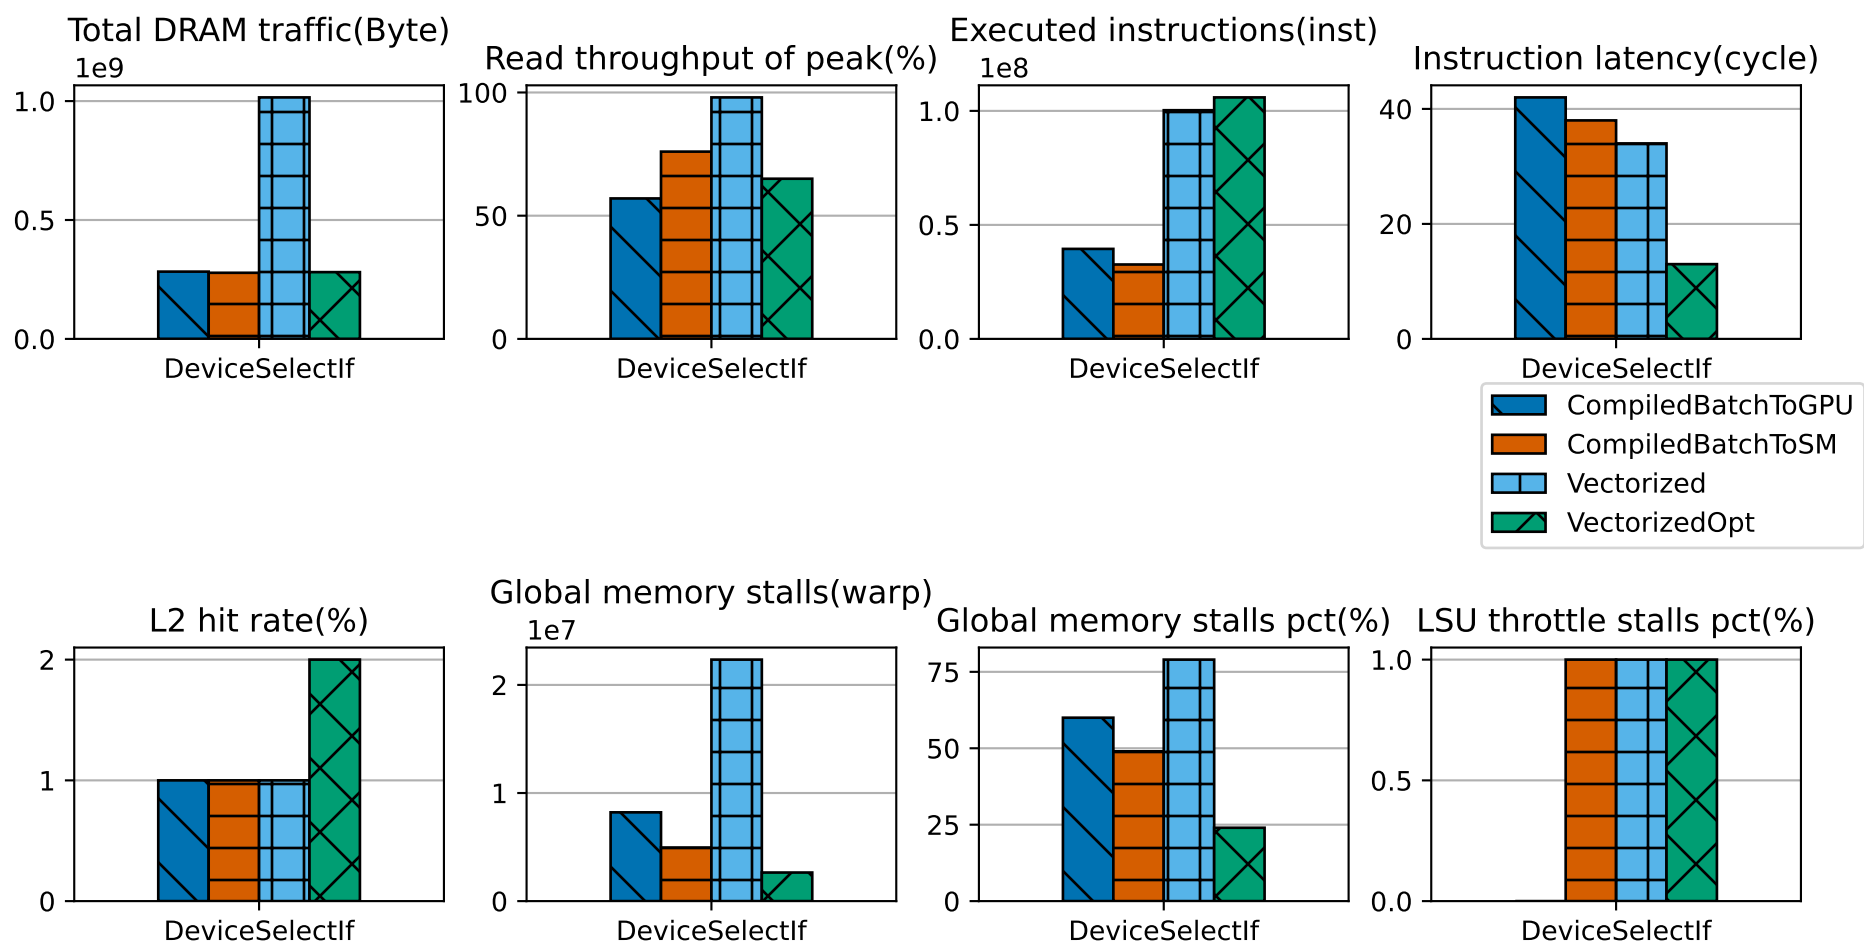 Total DRAM traffic(Byte)
1e9
1.0
0.5
0.0
DeviceSelectIf
Read throughput of peak(%)
100
50
0
DeviceSelectIf
Executed instructions(inst)
1e8
1.0
0.5
0.0
DeviceSelectIf
Instruction latency(cycle)
40
20
0
DeviceSelectIf
CompiledBatchToGPU
CompiledBatchToSM
Vectorized
VectorizedOpt
L2 hit rate(%)
2
1
0
DeviceSelectIf
Global memory stalls(warp)
1e7
2
1
0
DeviceSelectIf
Global memory stalls pct(%)
75
50
25
0
DeviceSelectIf
LSU throttle stalls pct(%)
1.0
0.5
0.0
DeviceSelectIf